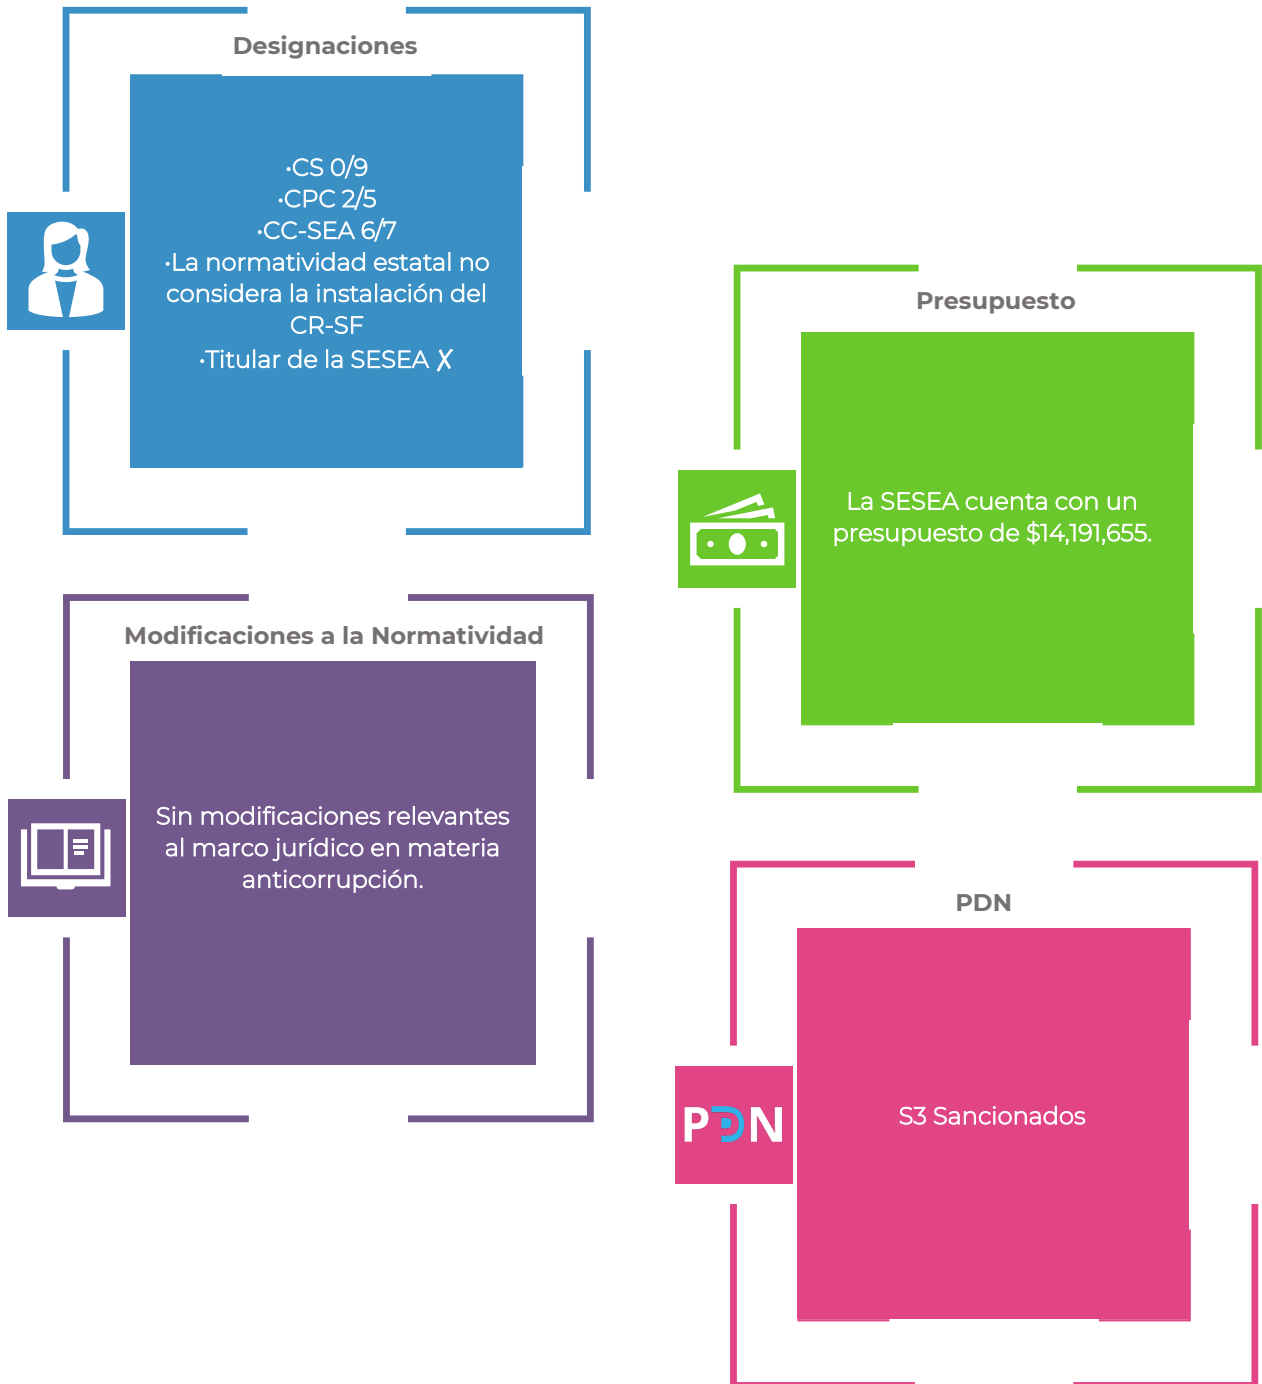 Designaciones
•CS 0/9
•CPC 2/5
•CC-SEA 6/7
•La normatividad estatal no
considera la instalación del
CR-SF
•Titular de la SESEA ✗
Presupuesto
La SESEA cuenta con un
presupuesto de $14,191,655.
Modificaciones a la Normatividad
Sin modificaciones relevantes
al marco jurídico en materia
anticorrupción.
PDN
PDN
S3 Sancionados